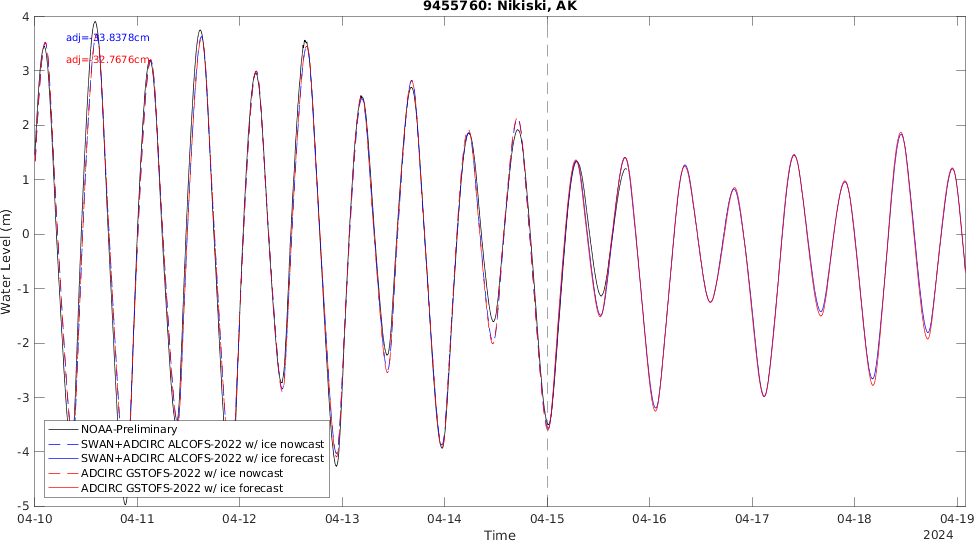 9455760: Nikiski, AK
adj=-33.8378cm
adj=-32.7676cm
Water Level (m)
4
3
2
1
0
-1
-2
-3
-4
-5
NOAA-Preliminary
SWAN+ADCIRC ALCOFS-2022 w/ ice nowcast
SWAN+ADCIRC ALCOFS-2022 w/ ice forecast
ADCIRC GSTOFS-2022 w/ ice nowcast
ADCIRC GSTOFS-2022 w/ ice forecast
04-10 04-11 04-12 04-13 04-14 04-15 04-16 04-17 04-18 04-19
Time
2024